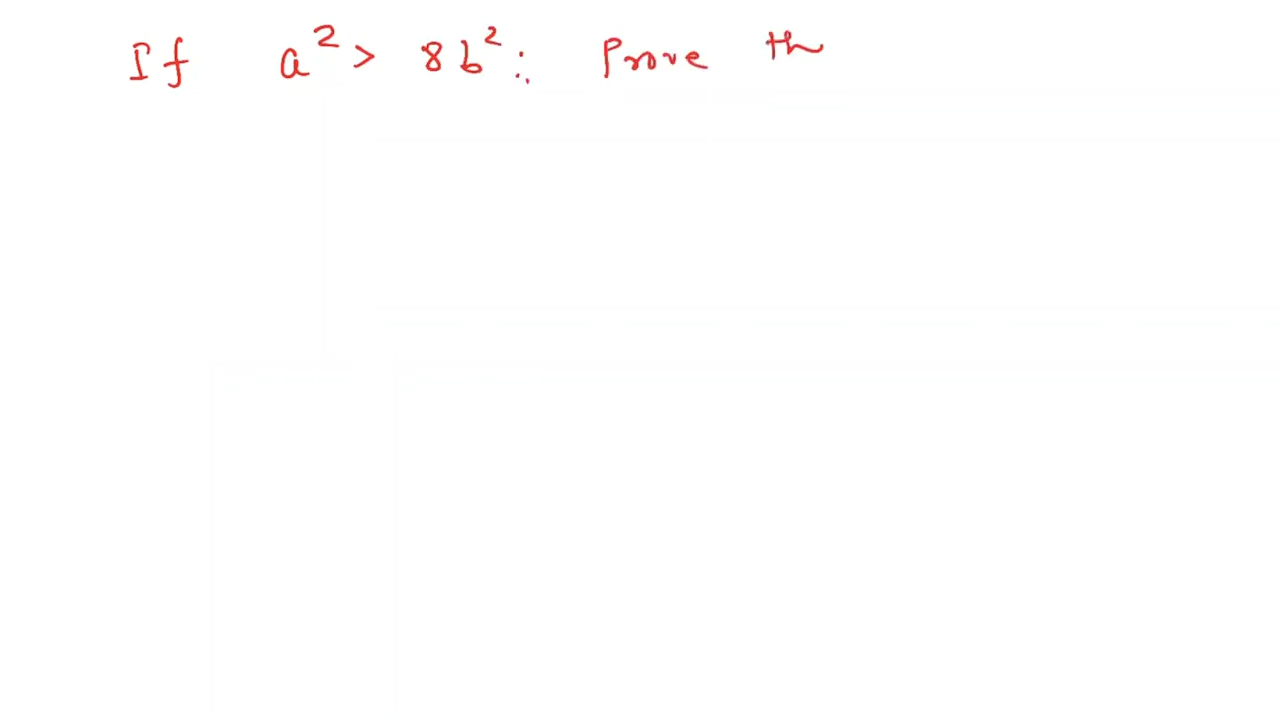 If a² > 8b² ∴ Prove th